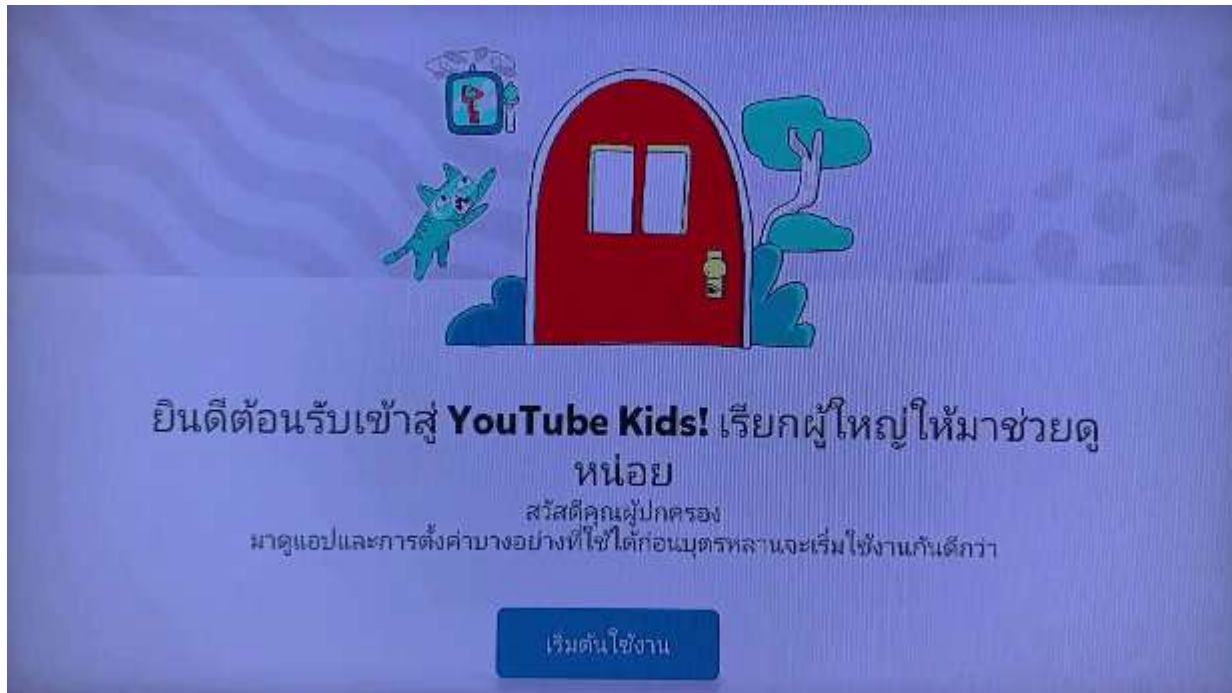 ยินดีต้อนรับเข้าสู่ YouTube Kids! เรียกผู้ใหญ่ให้มาช่วยดู
หน่อย
สวัสดีคุณผู้ปกครอง
มาดูแอปและการตั้งค่าบางอย่างที่ใช้ได้ก่อนบุตรหลานจะเริ่มใช้งานกันดีกว่า
เริ่มต้นใช้งาน